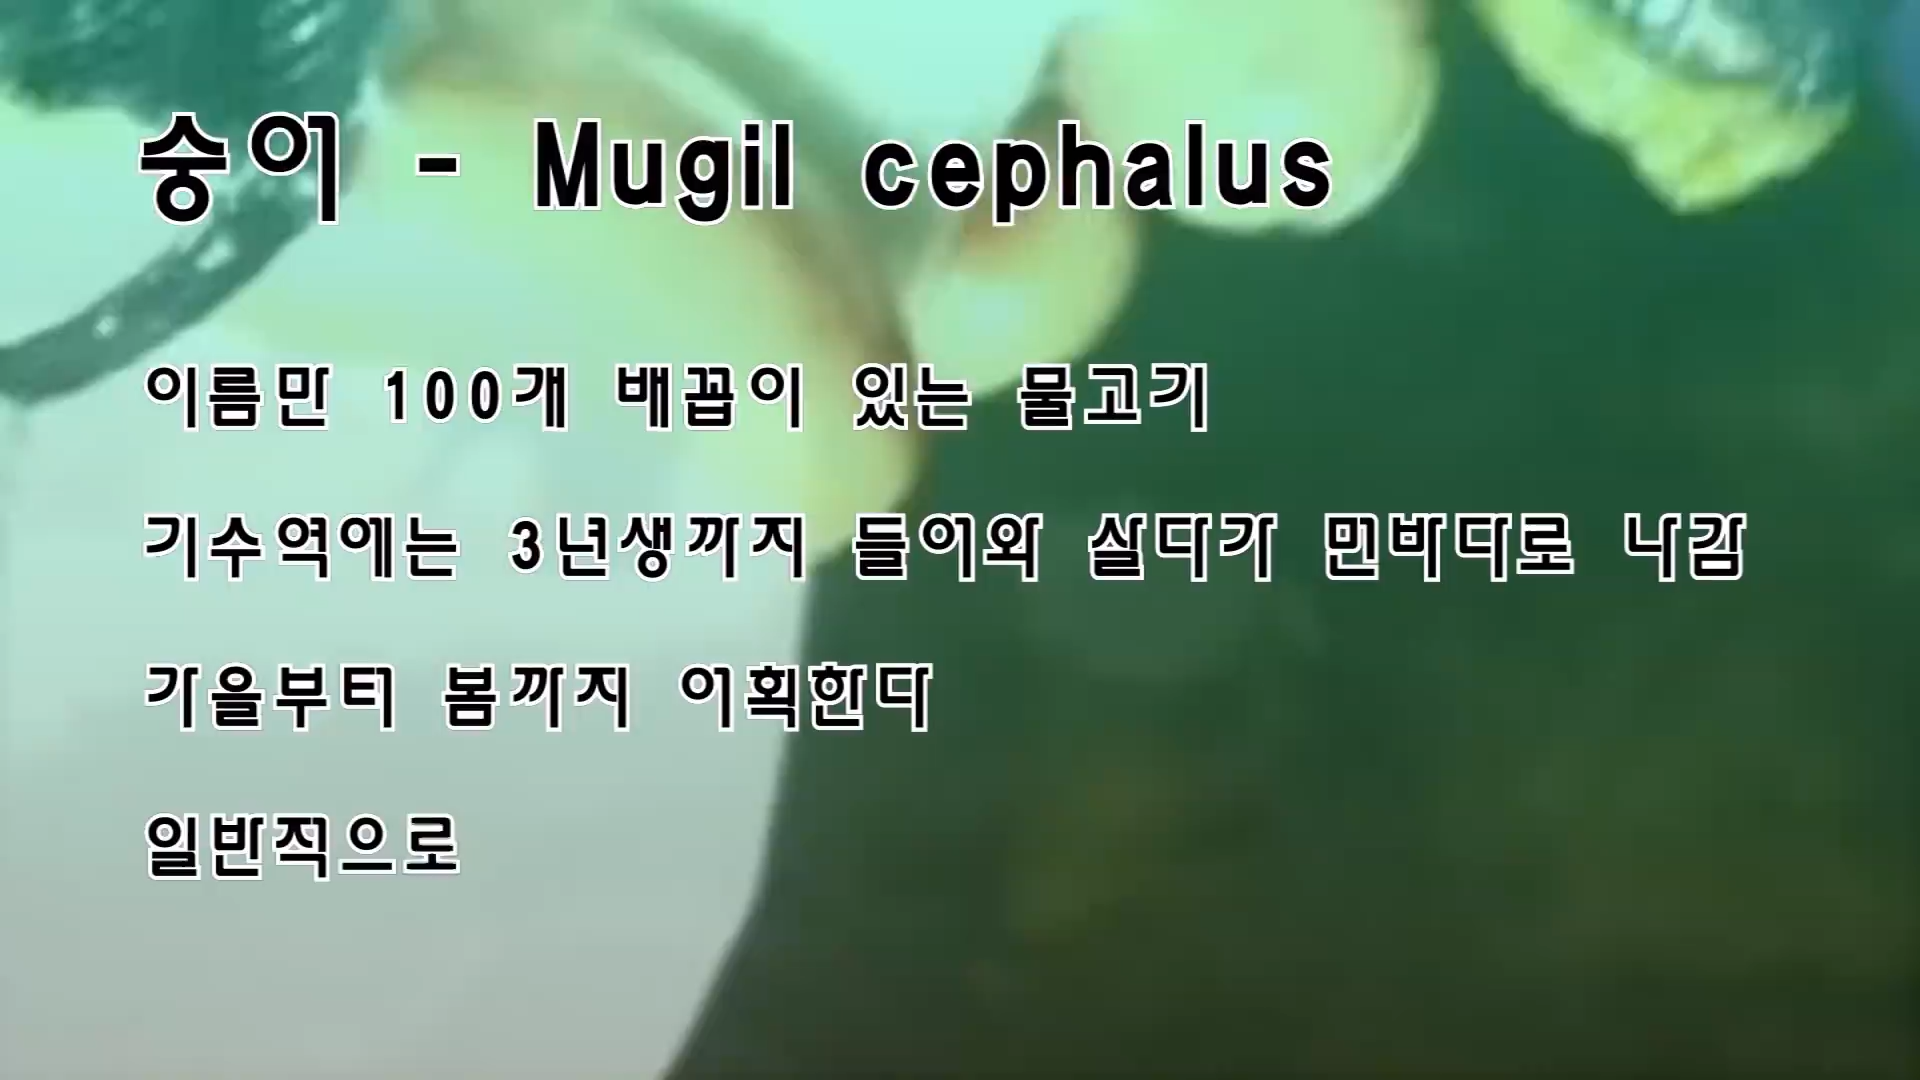 숭어 - Mugil cephalus
이름만 100개 배꼽이 있는 물고기
기수역에는 3년생까지 들어와 살다가 먼바다로 나감
가을부터 봄까지 어획한다
일반적으로